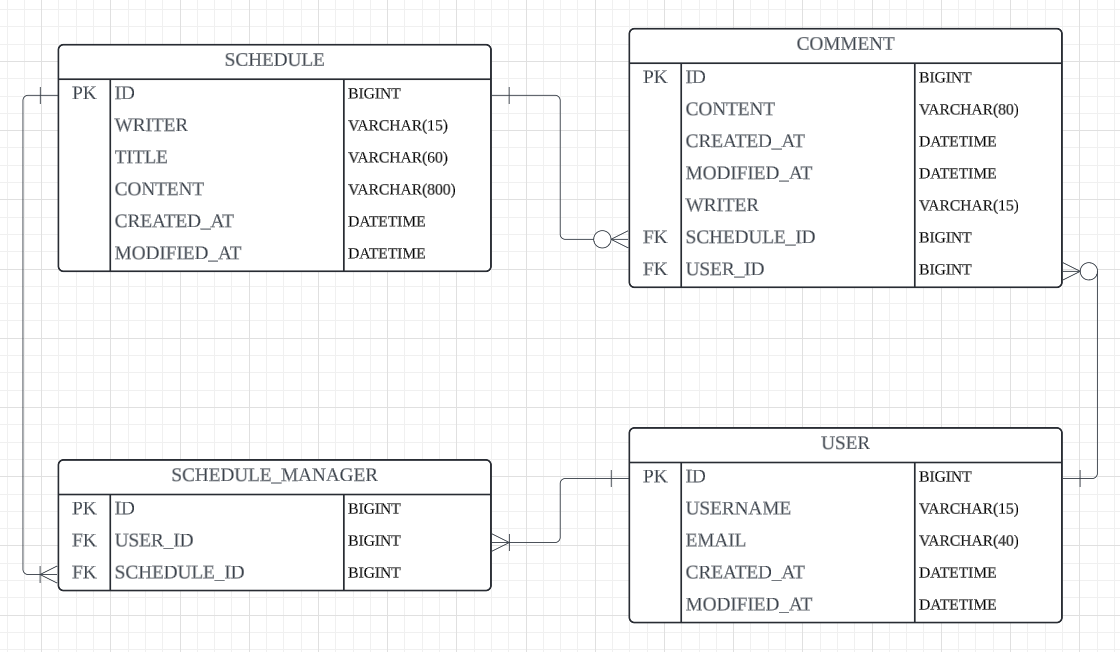 SCHEDULE
PK ID BIGINT
WRITER VARCHAR(15)
TITLE VARCHAR(60)
CONTENT VARCHAR(800)
CREATED_AT DATETIME
MODIFIED_AT DATETIME
COMMENT
PK ID BIGINT
CONTENT VARCHAR(80)
CREATED_AT DATETIME
MODIFIED_AT DATETIME
WRITER VARCHAR(15)
FK SCHEDULE_ID BIGINT
FK USER_ID BIGINT
SCHEDULE_MANAGER
PK ID BIGINT
FK USER_ID BIGINT
FK SCHEDULE_ID BIGINT
USER
PK ID BIGINT
USERNAME VARCHAR(15)
EMAIL VARCHAR(40)
CREATED_AT DATETIME
MODIFIED_AT DATETIME